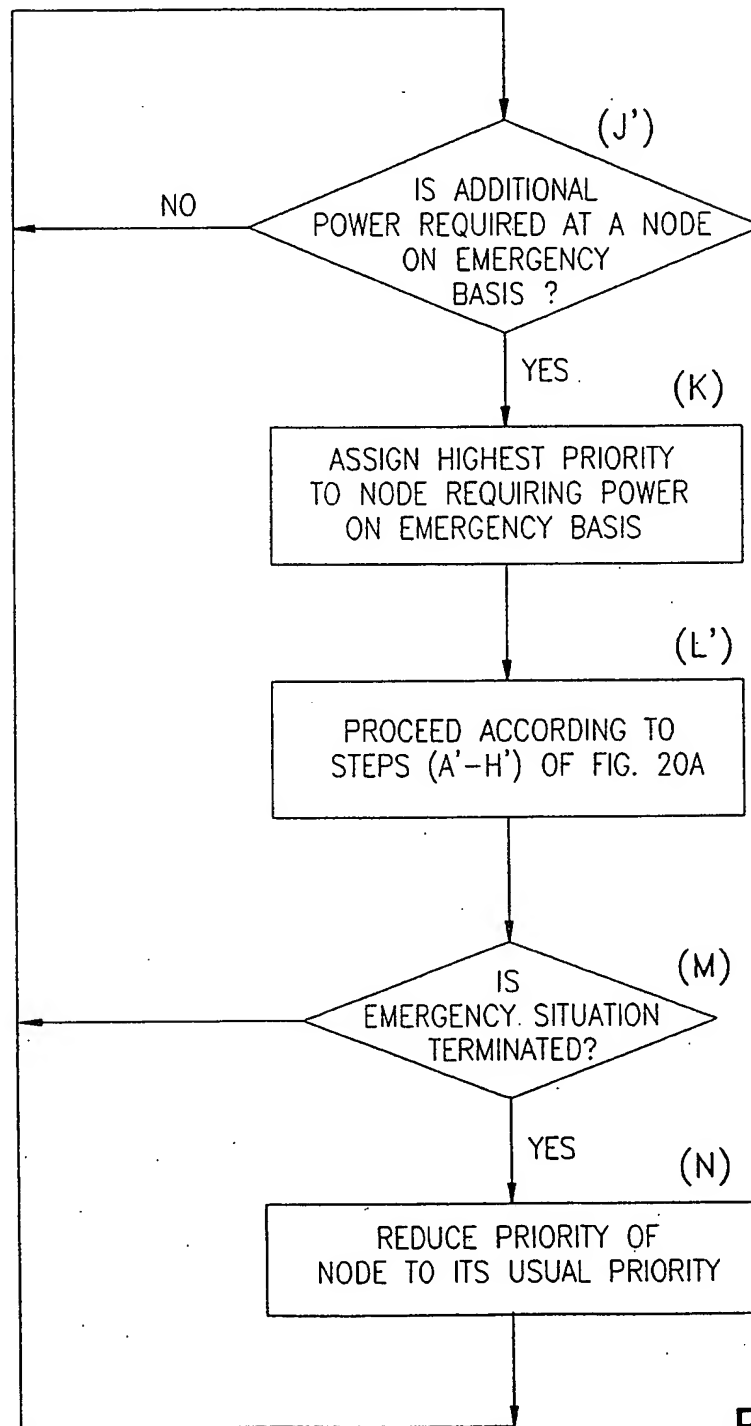 (J')
IS ADDITIONAL
POWER REQUIRED AT A NODE
ON EMERGENCY
BASIS ?
NO
YES
(K)
ASSIGN HIGHEST PRIORITY
TO NODE REQUIRING POWER
ON EMERGENCY BASIS
(L')
PROCEED ACCORDING TO
STEPS (A'-H') OF FIG. 20A
(M)
IS
EMERGENCY. SITUATION
TERMINATED?
YES
(N)
REDUCE PRIORITY OF
NODE TO ITS USUAL PRIORITY